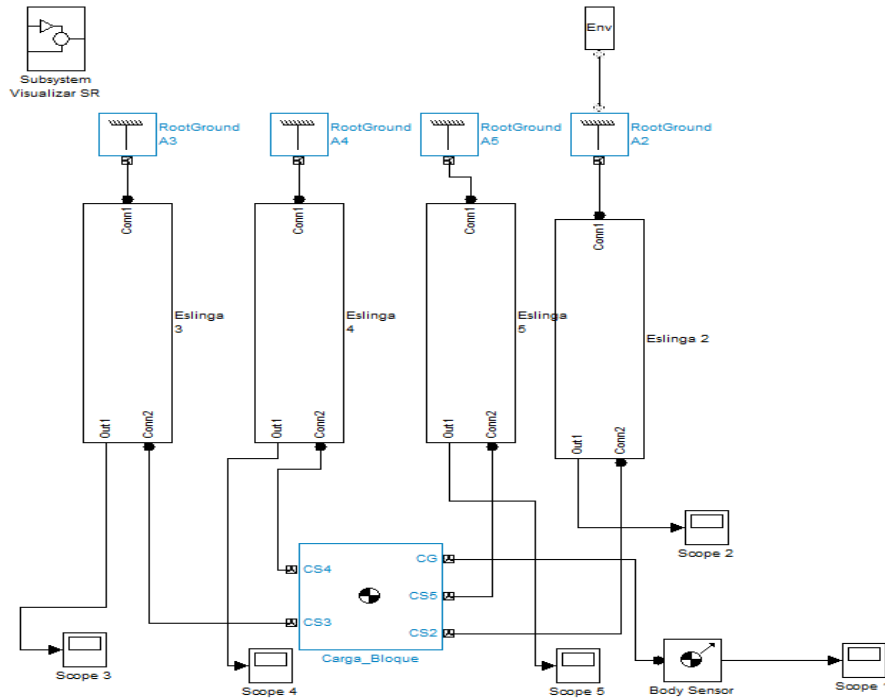 Env
Subsystem
Visualizar SR
RootGround
A3
RootGround
A4
RootGround
A5
RootGround
A2
Conn1
Conn1
Conn1
Conn1
Eslinga
3
Eslinga
4
Eslinga
5
Eslinga 2
Out1
Conn2
Out1
Conn2
Out1
Conn2
Out1
Conn2
Scope 2
CS4
CG
CS5
CS3
CS2
Carga_Bloque
Scope 3
Scope 4
Scope 5
Body Sensor
Scope 1